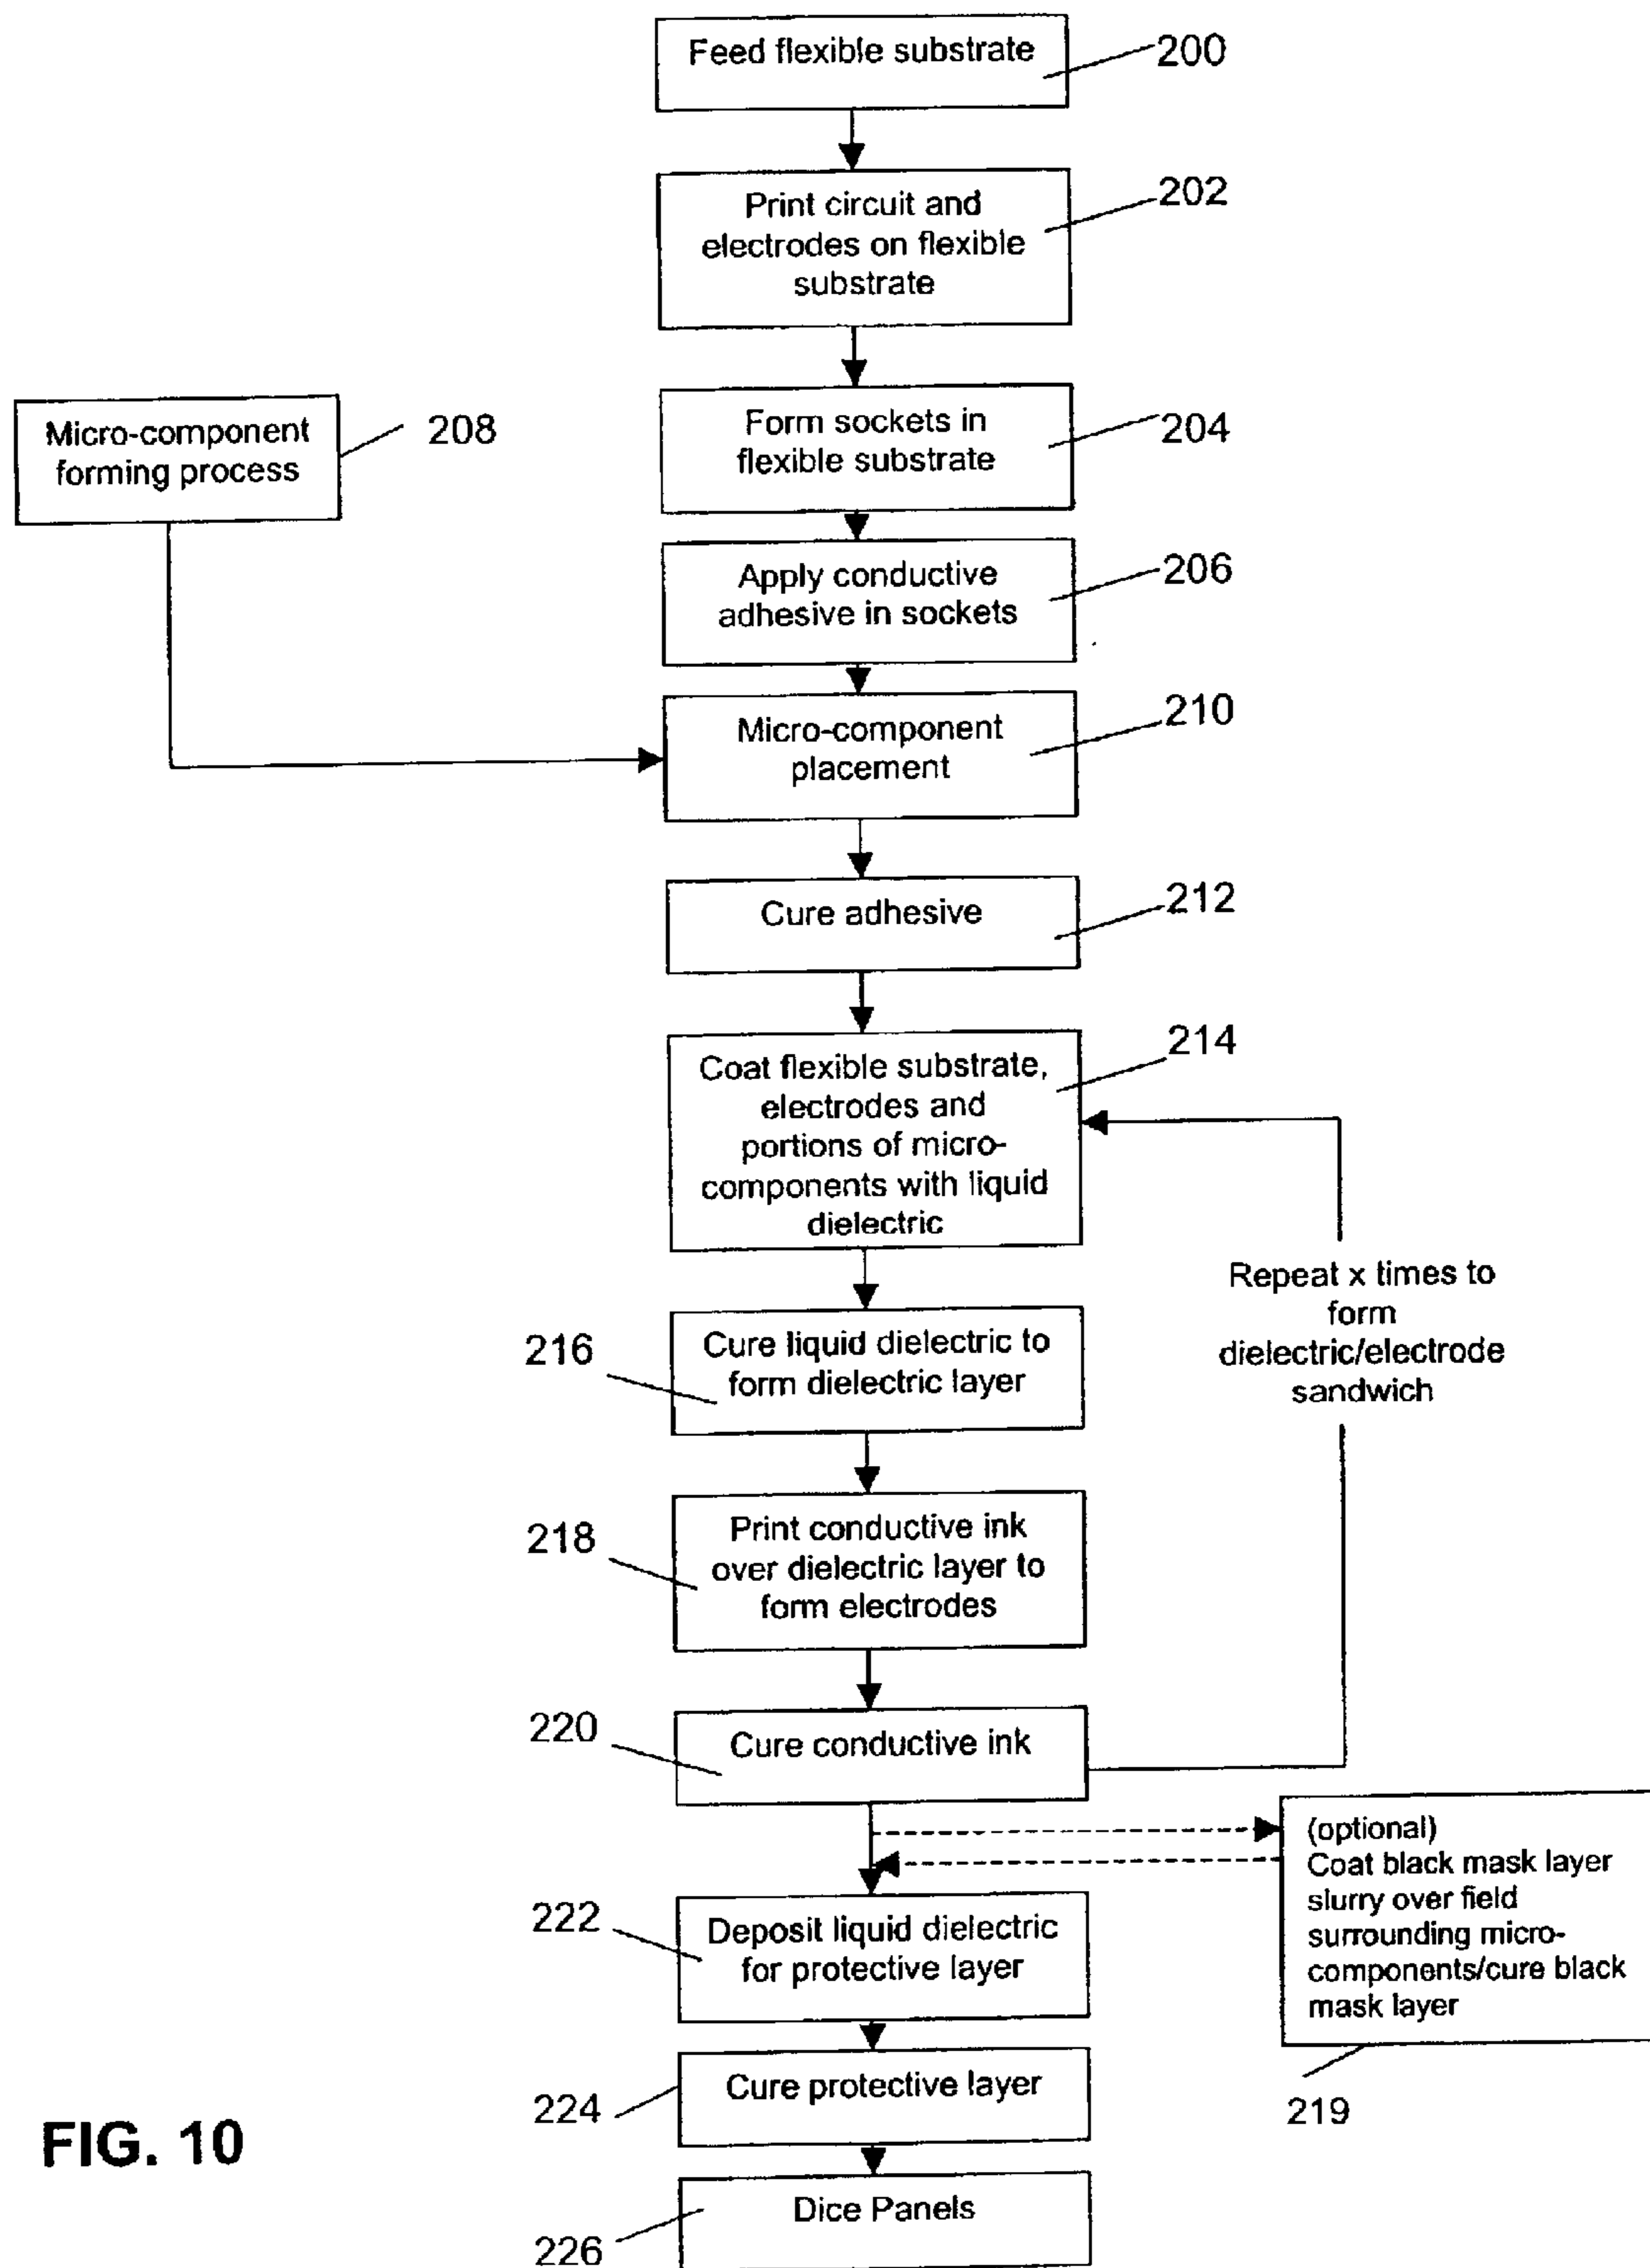 Feed flexible substrate
200
Print circuit and
electrodes on flexible
substrate
202
Form sockets in
flexible substrate
204
Micro-component
forming process
208
Apply conductive
adhesive in sockets
206
Micro-component
placement
210
Cure adhesive
212
Coat flexible substrate,
electrodes and
portions of micro-
components with liquid
dielectric
214
Repeat x times to
form
dielectric/electrode
sandwich
216
Cure liquid dielectric to
form dielectric layer
218
Print conductive ink
over dielectric layer to
form electrodes
220
Cure conductive ink
(optional)
Coat black mask layer
slurry over field
surrounding micro-
components/cure black
mask layer
219
222
Deposit liquid dielectric
for protective layer
224
Cure protective layer
226
Dice Panels
FIG. 10